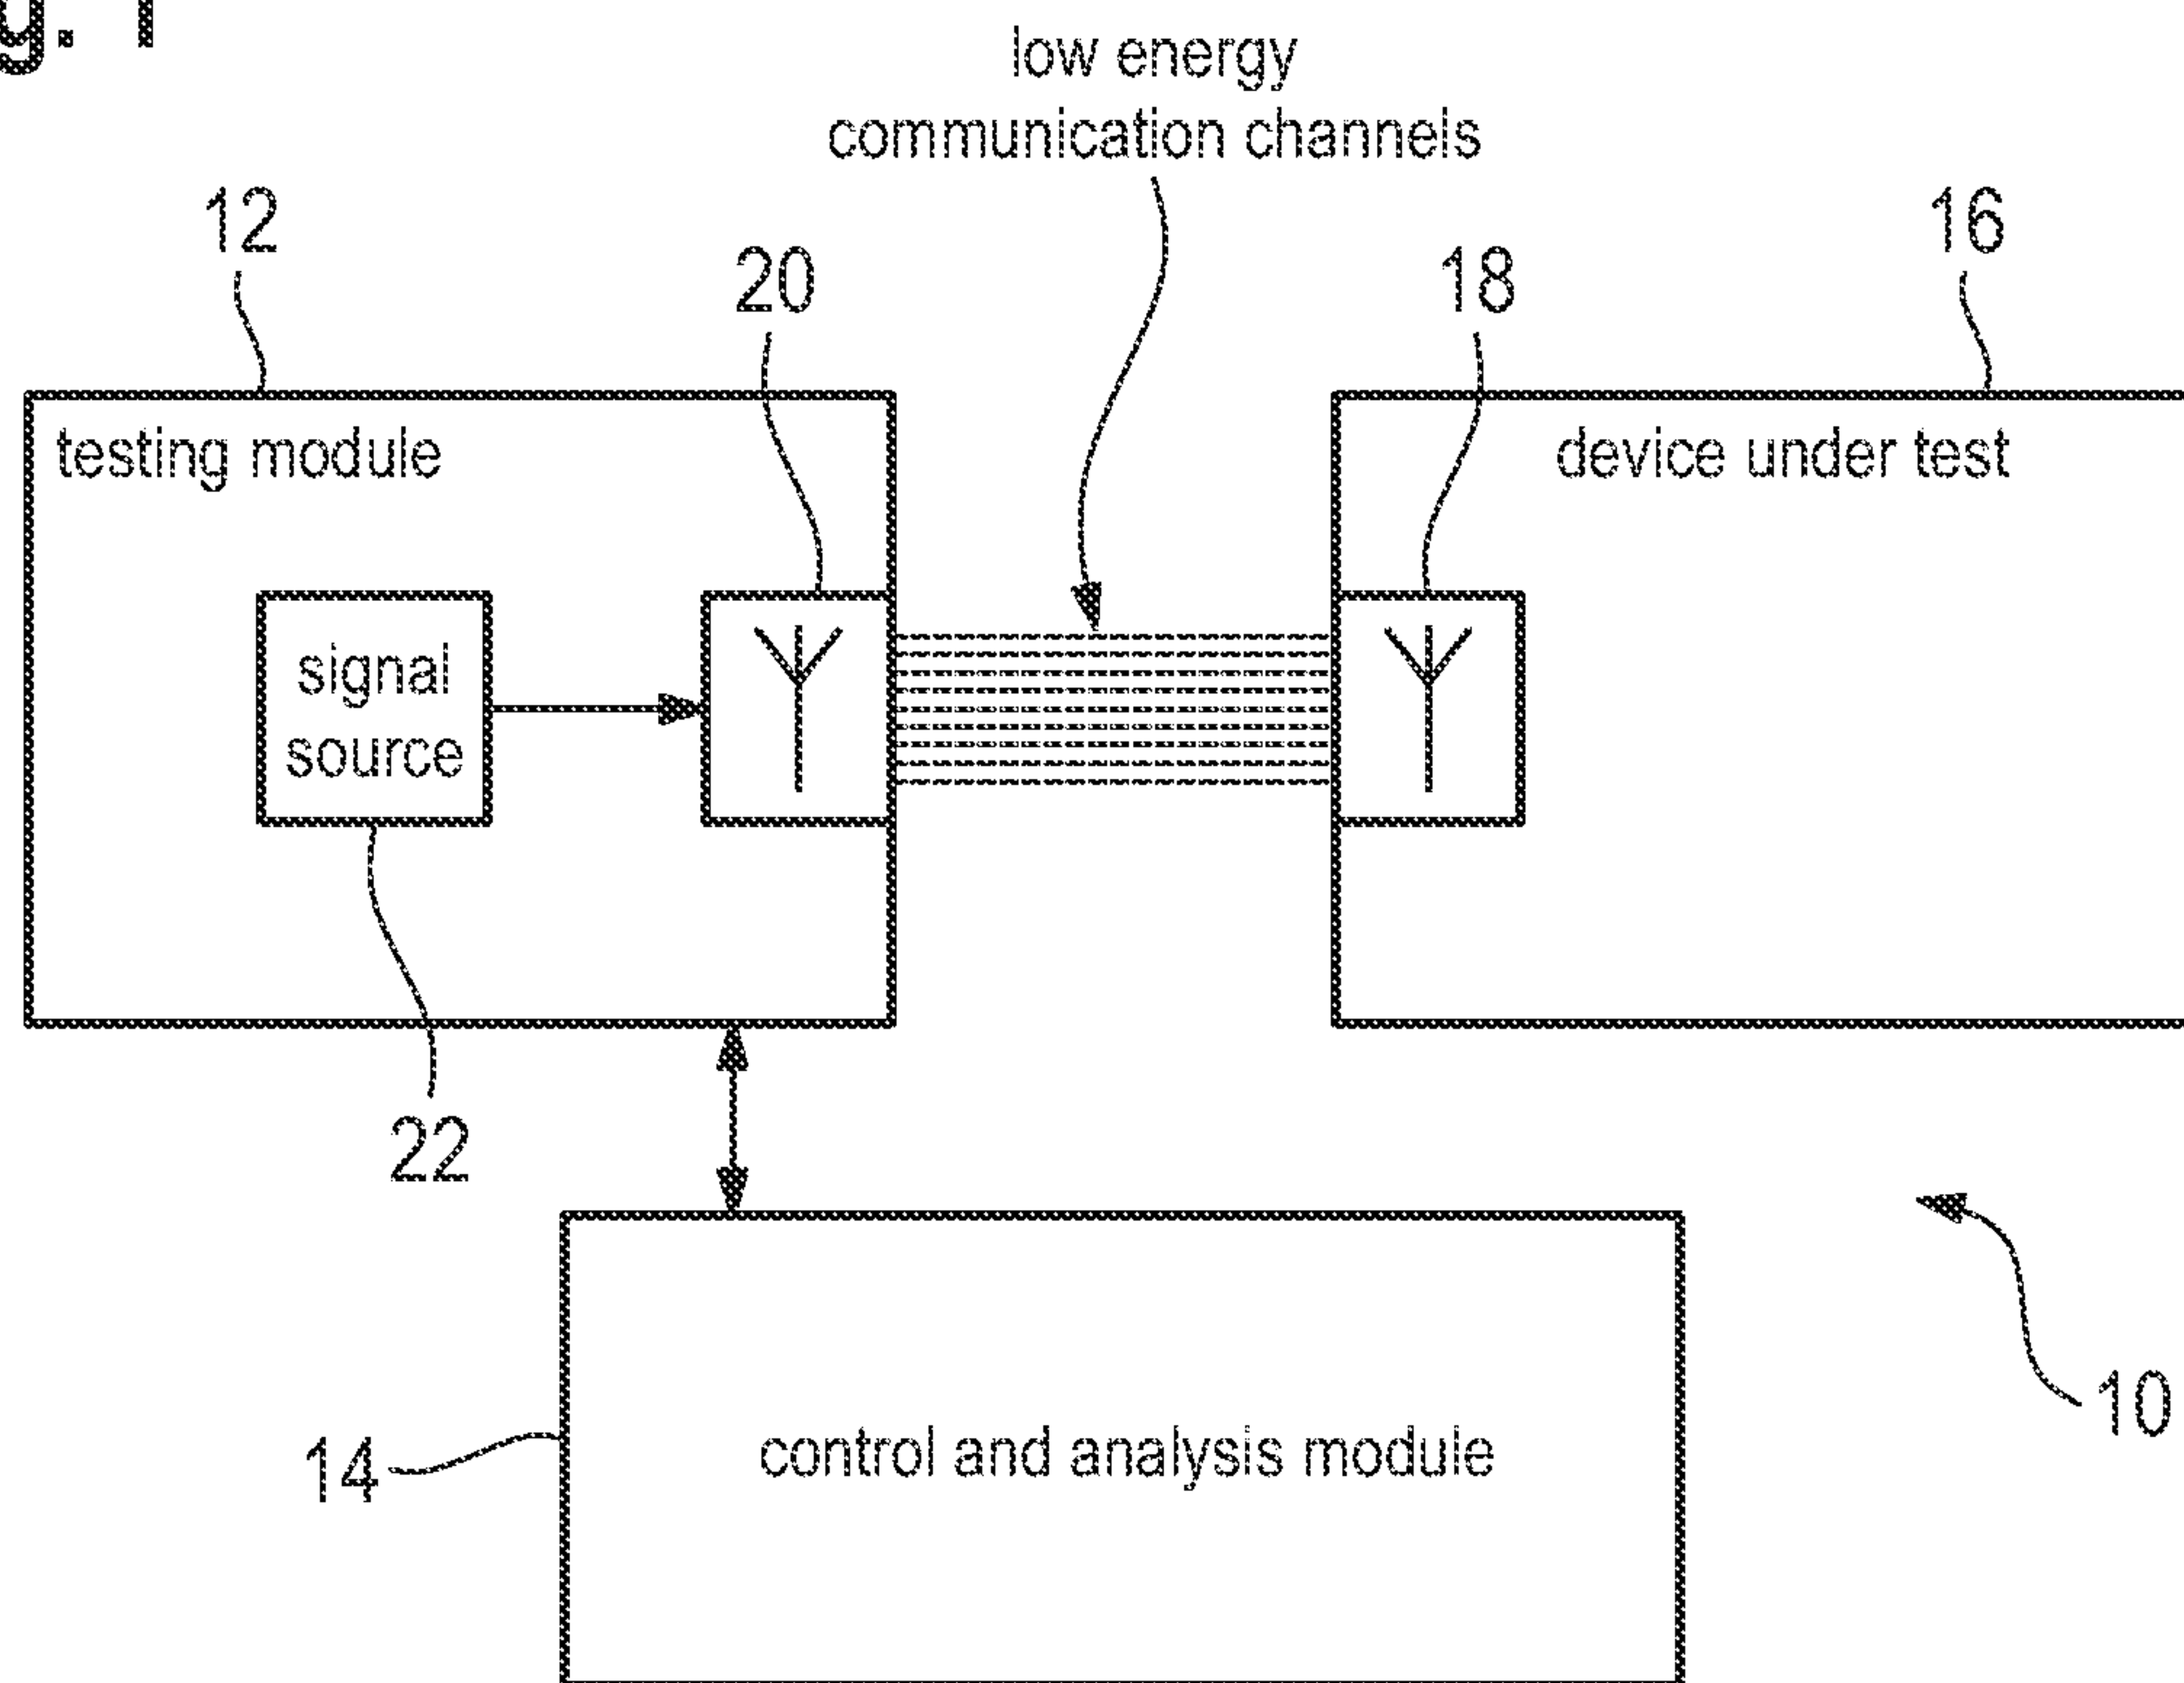 g. 1
low energy
communication channels
12
20
18
16
testing module
device under test
signal
source
22
10
14
control and analysis module